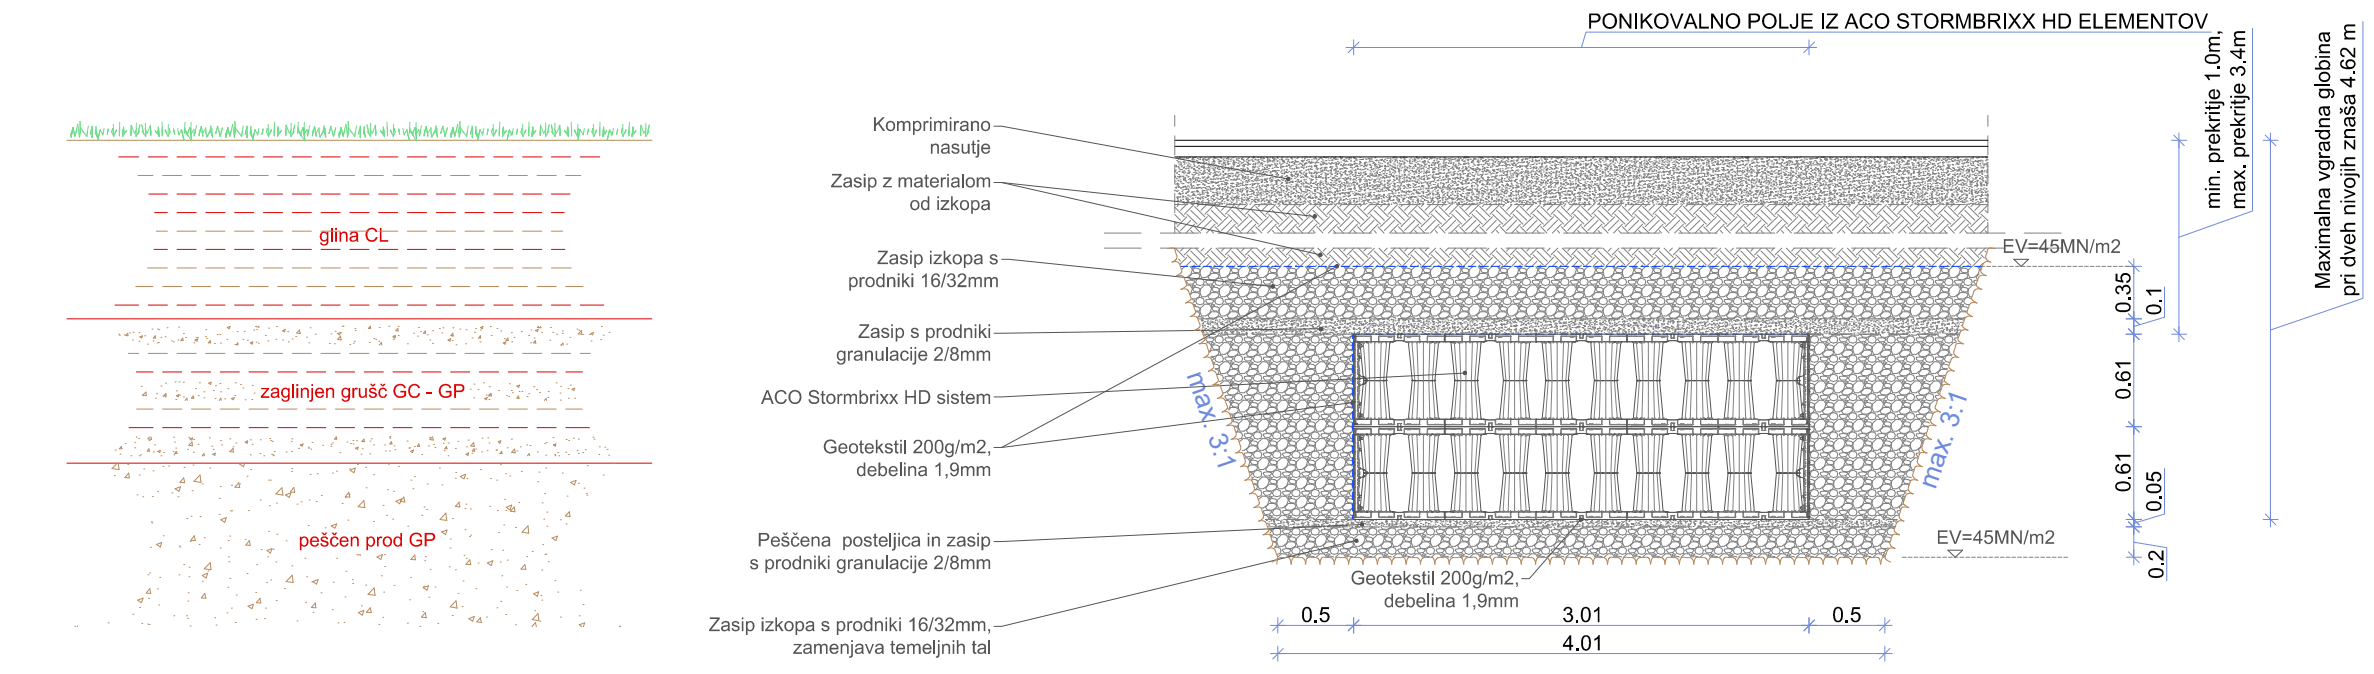 PONIKOVALNO POLJE IZ ACO STORMBRIXX HD ELEMENTOV
min. prekritje 1.0m,
max. prekritje 3.4m
Maximalna vgradna globina
pri dveh nivojih znaša 4.62 m
glina CL
zaglinjen grušč GC - GP
peščen prod GP
Komprimirano
nasutje
Zasip z materialom
od izkopa
Zasip izkopa s
prodniki 16/32mm
Zasip s prodniki
granulacije 2/8mm
ACO Stormbrixx HD sistem
Geotekstil 200g/m2,
debelina 1,9mm
Peščena posteljica in zasip
s prodniki granulacije 2/8mm
Zasip izkopa s prodniki 16/32mm,
zamenjava temeljnih tal
max. 3:1
max. 3:1
Geotekstil 200g/m2,
debelina 1,9mm
EV=45MN/m2
EV=45MN/m2
0.35
0.1
0.61
0.61
0.05
0.2
0.5
3.01
0.5
4.01